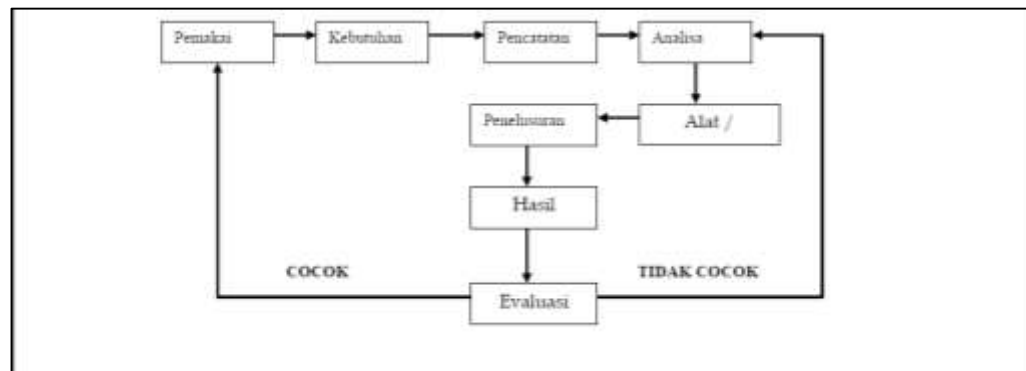 Pemakai
Kebutuhan
Pencatatan
Analisa
Penelusuran
Alat /
Hasil
COCOK
TIDAK COCOK
Evaluasi